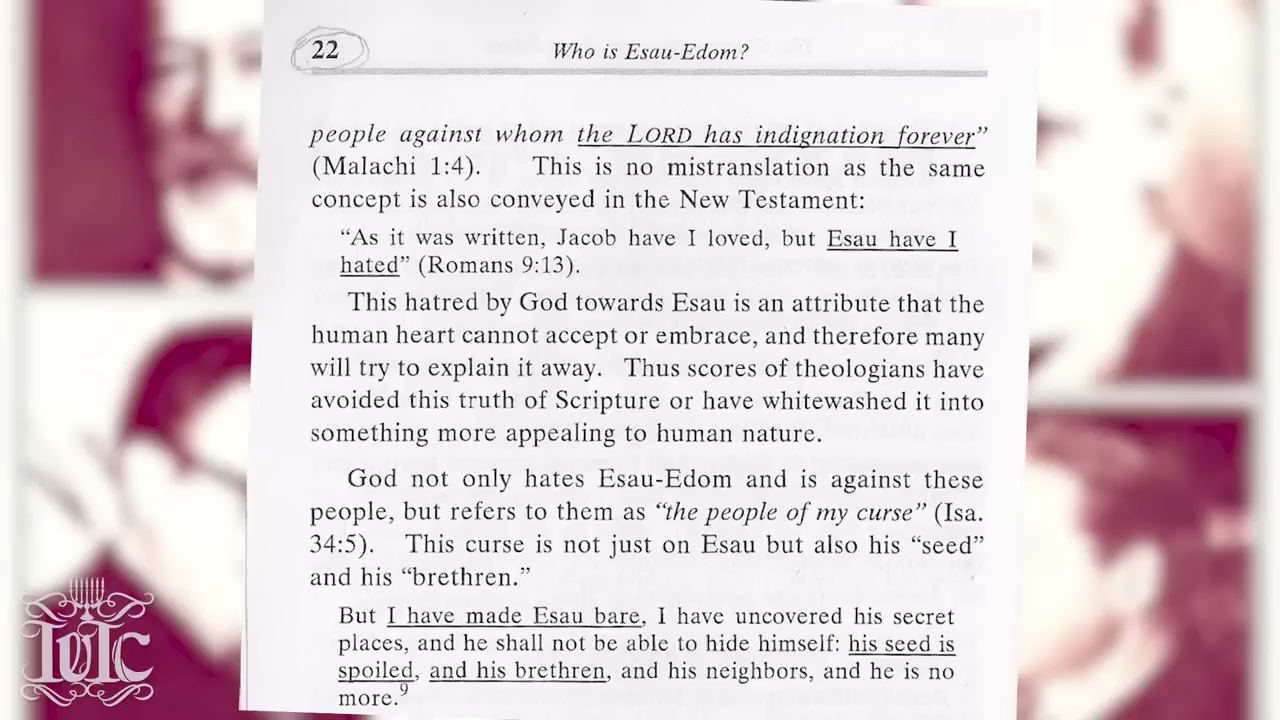 22
Who is Esau-Edom?
people against whom the LORD has indignation forever”
(Malachi 1:4). This is no mistranslation as the same
concept is also conveyed in the New Testament:
“As it was written, Jacob have I loved, but Esau have I
hated” (Romans 9:13).
This hatred by God towards Esau is an attribute that the
human heart cannot accept or embrace, and therefore many
will try to explain it away. Thus scores of theologians have
avoided this truth of Scripture or have whitewashed it into
something more appealing to human nature.
God not only hates Esau-Edom and is against these
people, but refers to them as “the people of my curse” (Isa.
34:5). This curse is not just on Esau but also his “seed”
and his “brethren.”
But I have made Esau bare, I have uncovered his secret
places, and he shall not be able to hide himself: his seed is
spoiled, and his brethren, and his neighbors, and he is no
more.9
IUIC